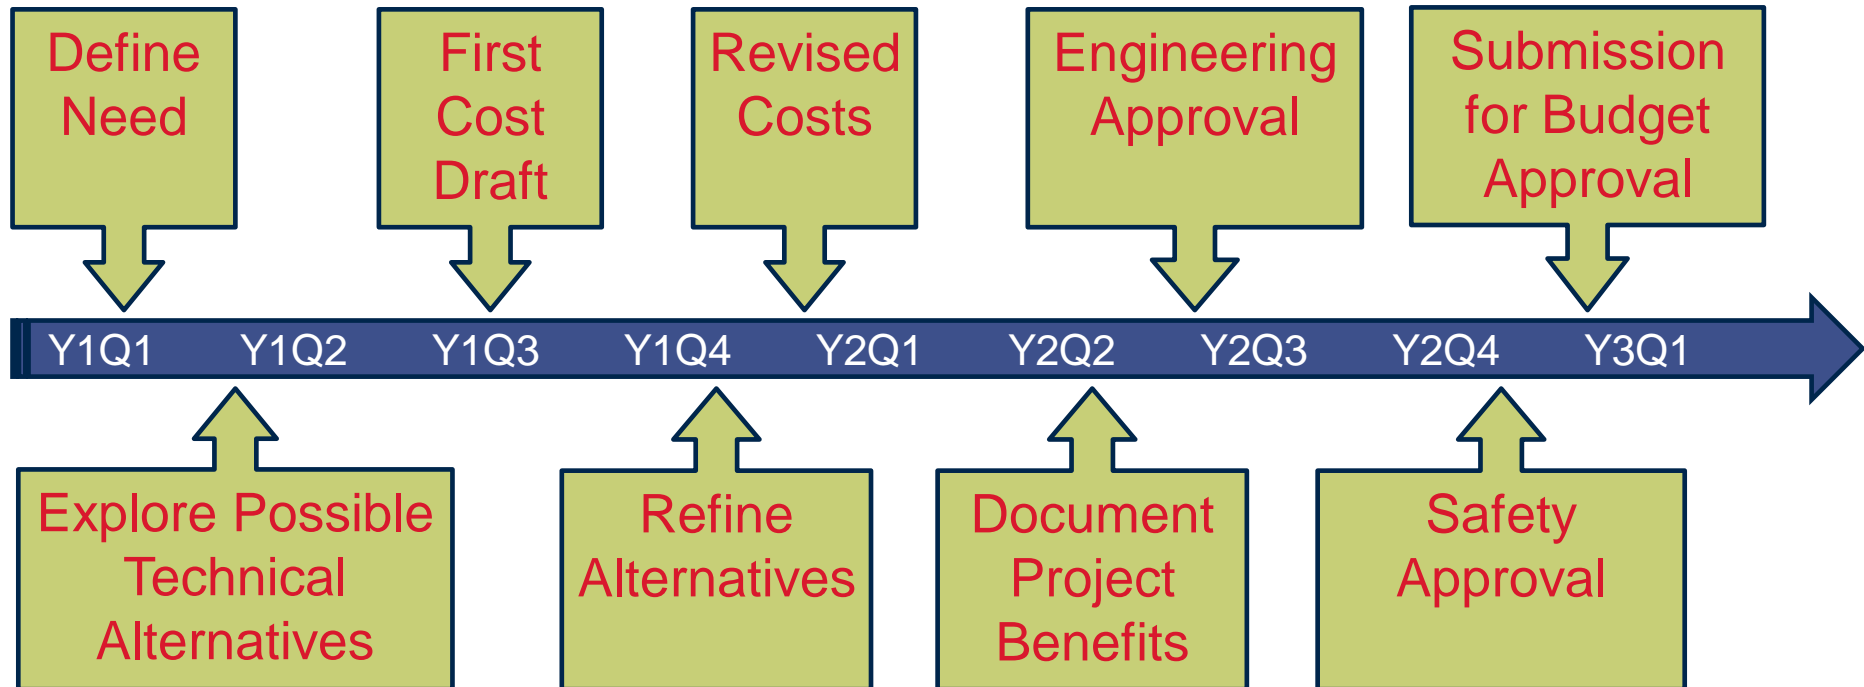 Define
Need
First
Cost
Draft
Revised
Costs
Engineering
Approval
Submission
for Budget
Approval
Y1Q1 Y1Q2 Y1Q3 Y1Q4 Y2Q1 Y2Q2 Y2Q3 Y2Q4 Y3Q1
Explore Possible
Technical
Alternatives
Refine
Alternatives
Document
Project
Benefits
Safety
Approval